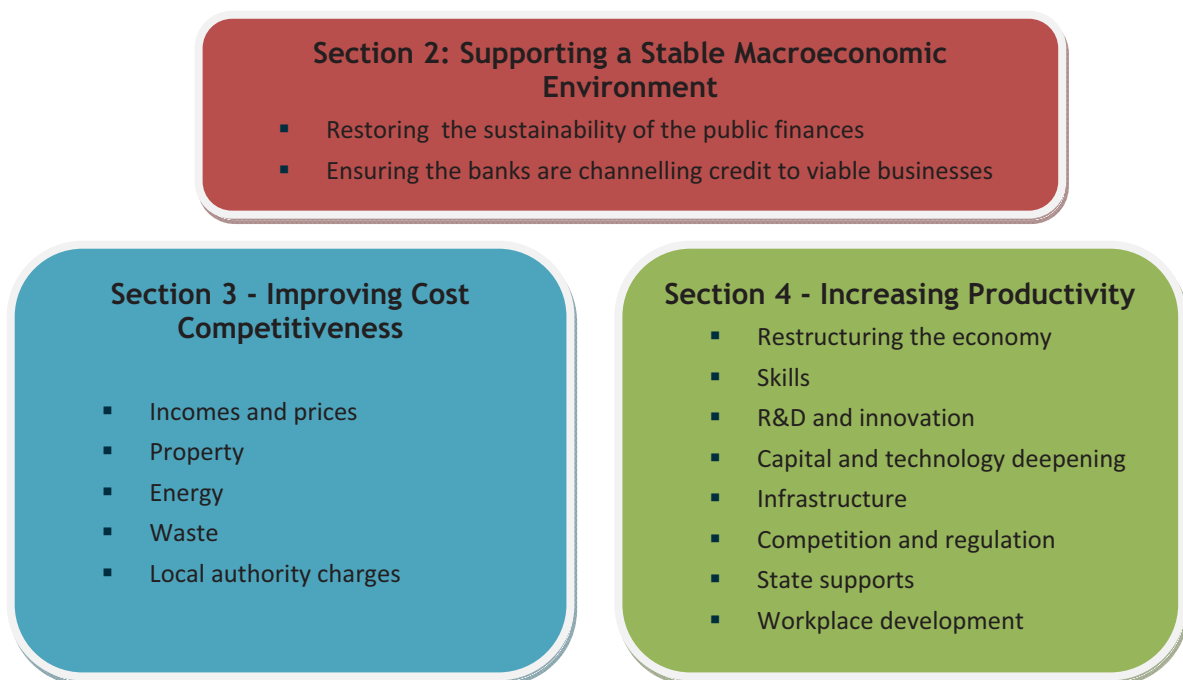 Section 2: Supporting a Stable Macroeconomic
Environment
▪ Restoring the sustainability of the public finances
▪ Ensuring the banks are channelling credit to viable businesses
Section 3 - Improving Cost
Competitiveness
▪ Incomes and prices
▪ Property
▪ Energy
▪ Waste
▪ Local authority charges
Section 4 - Increasing Productivity
▪ Restructuring the economy
▪ Skills
▪ R&D and innovation
▪ Capital and technology deepening
▪ Infrastructure
▪ Competition and regulation
▪ State supports
▪ Workplace development